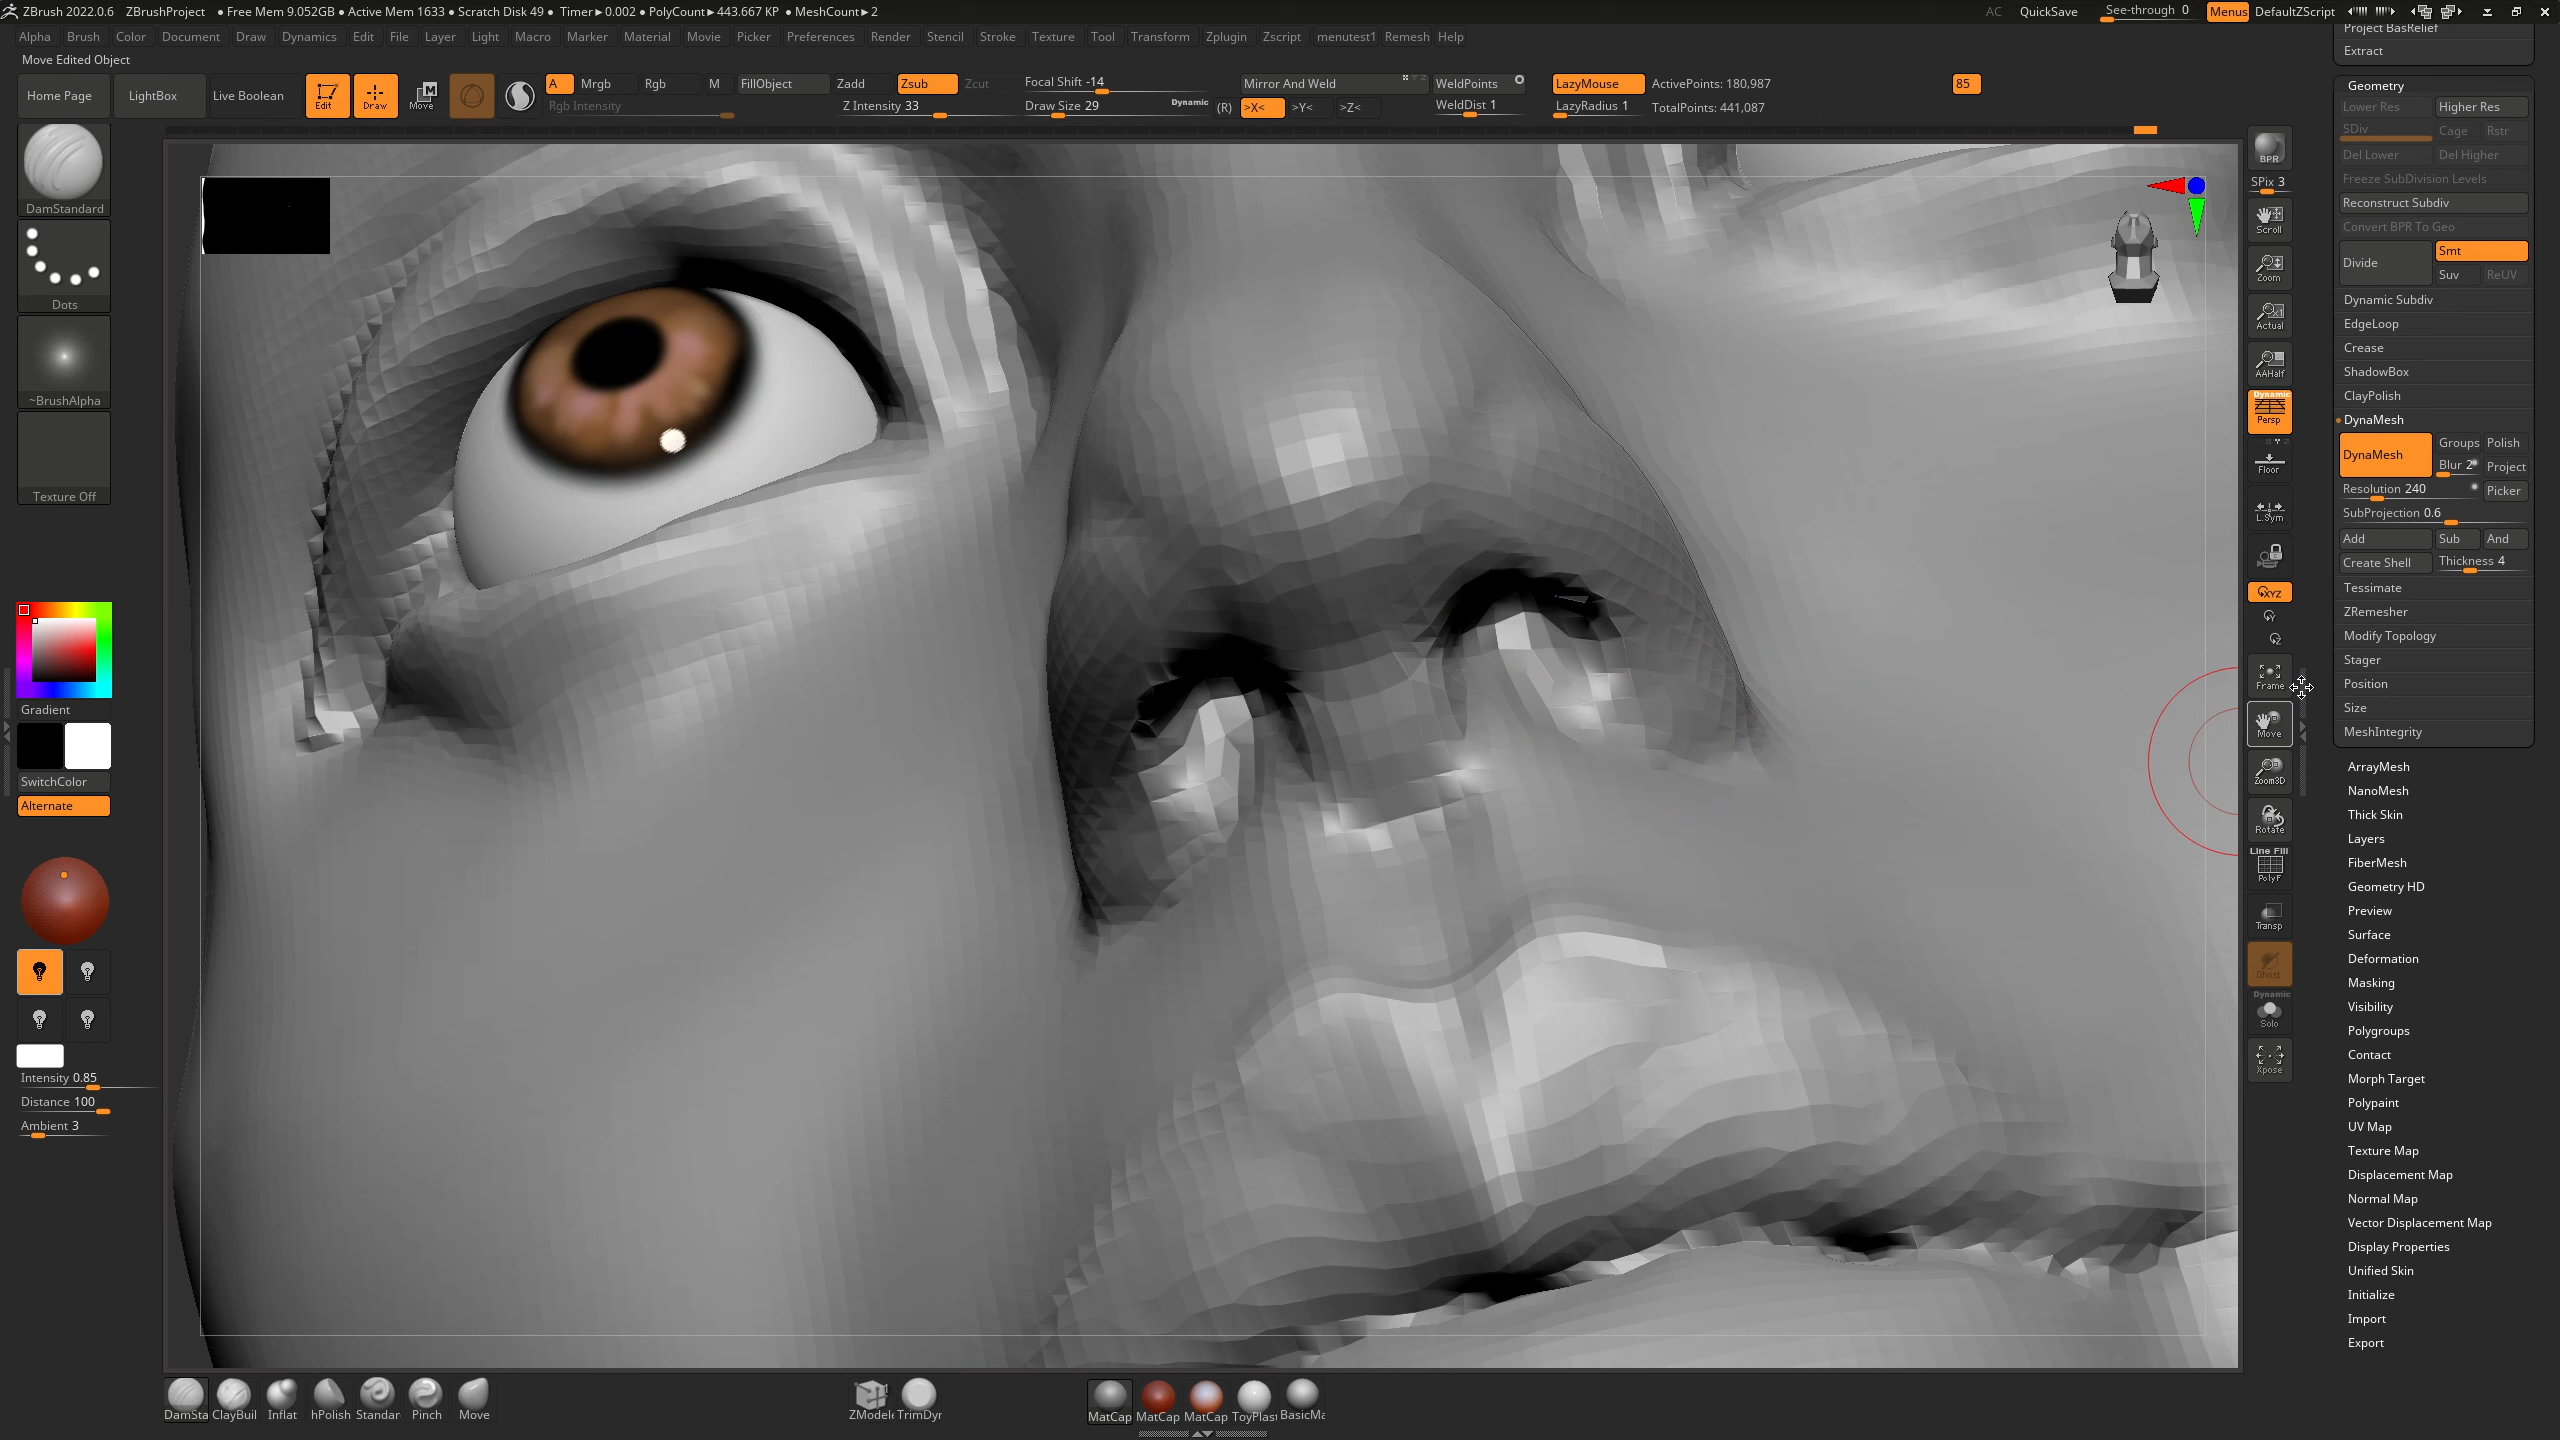 ZBrush 2022.0.6 ZBrushProject ● Free Mem 9.052GB ● Active Mem 1633 ● Scratch Disk 49 ● Timer►0.002 ● PolyCount►443.667 KP ● MeshCount►2 AC QuickSave See-through 0 Menus DefaultZScript
Alpha Brush Color Document Draw Dynamics Edit File Layer Light Macro Marker Material Movie Picker Preferences Render Stencil Stroke Texture Tool Transform Zplugin Zscript menutest1 Remesh Help
Move Edited Object
Home Page LightBox Live Boolean Edit Draw Move
A Mrgb Rgb M FillObject Zadd Zsub Zcut Focal Shift -14 Mirror And Weld WeldPoints LazyMouse ActivePoints: 180,987 85
Rgb Intensity Z Intensity 33 Draw Size 29 Dynamic (R) >X< >Y< >Z< WeldDist 1 LazyRadius 1 TotalPoints: 441,087
DamStandard
Dots
~BrushAlpha
Texture Off
Gradient
SwitchColor
Alternate
Intensity 0.85
Distance 100
Ambient 3
BPR
SPix 3
Scroll
Zoom
Actual
AAHalf
Dynamic
Persp
Floor
L.Sym
XYZ
Y
Z
Frame
Move
Zoom3D
Rotate
Line Fill
PolyF
Transp
Ghost
Dynamic
Solo
Xpose
Project BasRelief
Extract
Geometry
Lower Res Higher Res
SDiv Cage Rstr
Del Lower Del Higher
Freeze SubDivision Levels
Reconstruct Subdiv
Convert BPR To Geo
Divide Smt
Suv ReUV
Dynamic Subdiv
EdgeLoop
Crease
ShadowBox
ClayPolish
DynaMesh
DynaMesh Groups Polish
Blur 2 Project
Resolution 240 Picker
SubProjection 0.6
Add Sub And
Create Shell Thickness 4
Tessimate
ZRemesher
Modify Topology
Stager
Position
Size
MeshIntegrity
ArrayMesh
NanoMesh
Thick Skin
Layers
FiberMesh
Geometry HD
Preview
Surface
Deformation
Masking
Visibility
Polygroups
Contact
Morph Target
Polypaint
UV Map
Texture Map
Displacement Map
Normal Map
Vector Displacement Map
Display Properties
Unified Skin
Initialize
Import
Export
DamSta ClayBuil Inflat hPolish Standar Pinch Move ZModele TrimDyr MatCap MatCap MatCap ToyPlas BasicMa